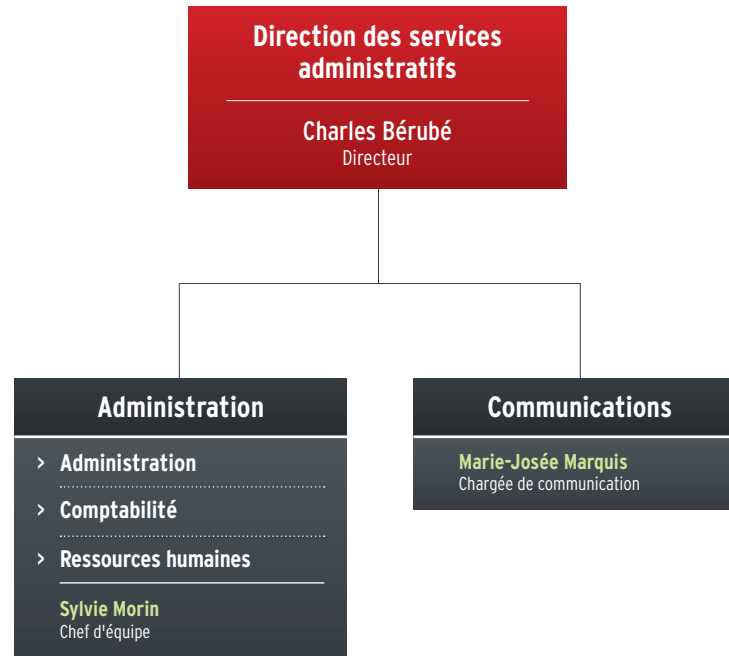 Direction des services
administratifs
Charles Bérubé
Directeur
Administration
> Administration
> Comptabilité
> Ressources humaines
Sylvie Morin
Chef d'équipe
Communications
Marie-Josée Marquis
Chargée de communication